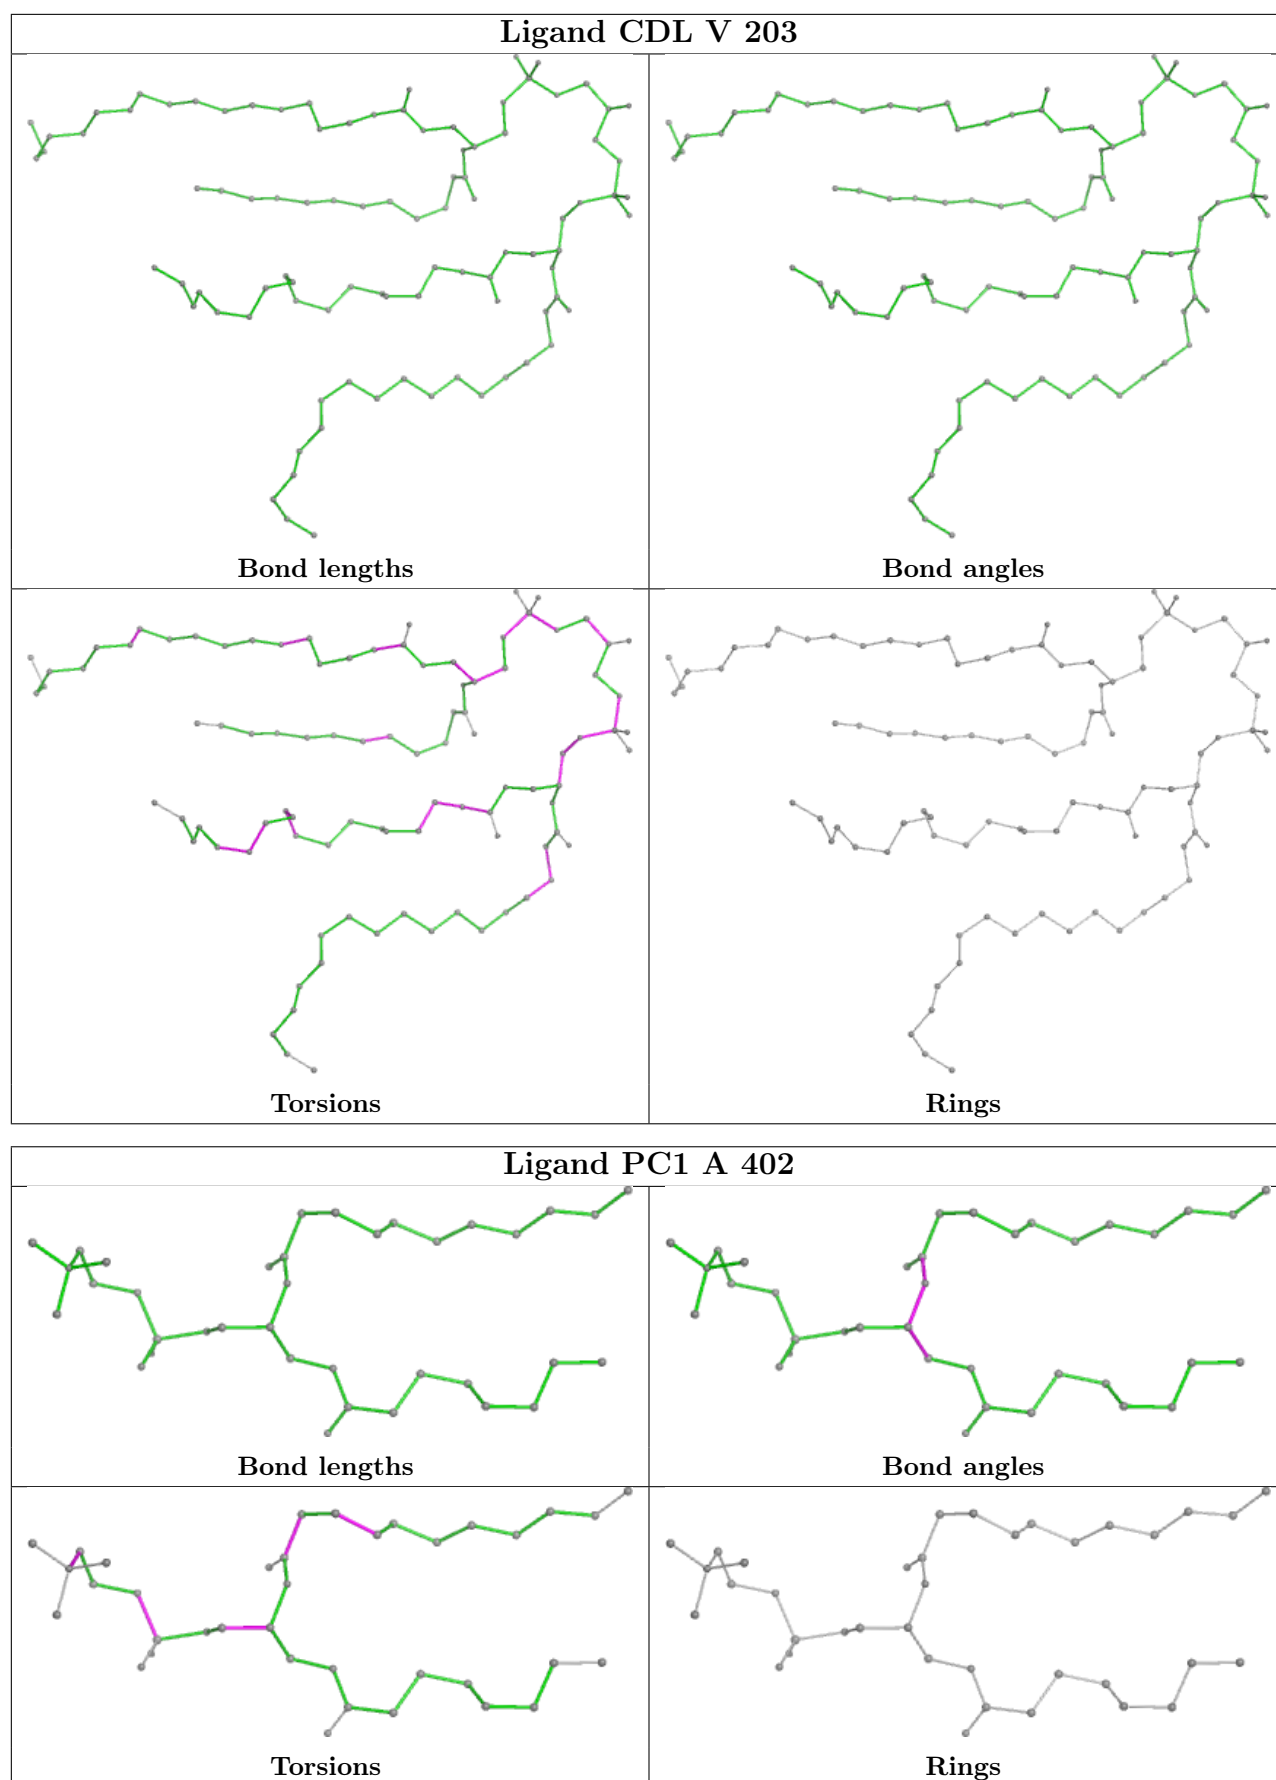 Ligand CDL V 203
Bond lengths
Bond angles
Torsions
Rings
Ligand PC1 A 402
Bond lengths
Bond angles
Torsions
Rings